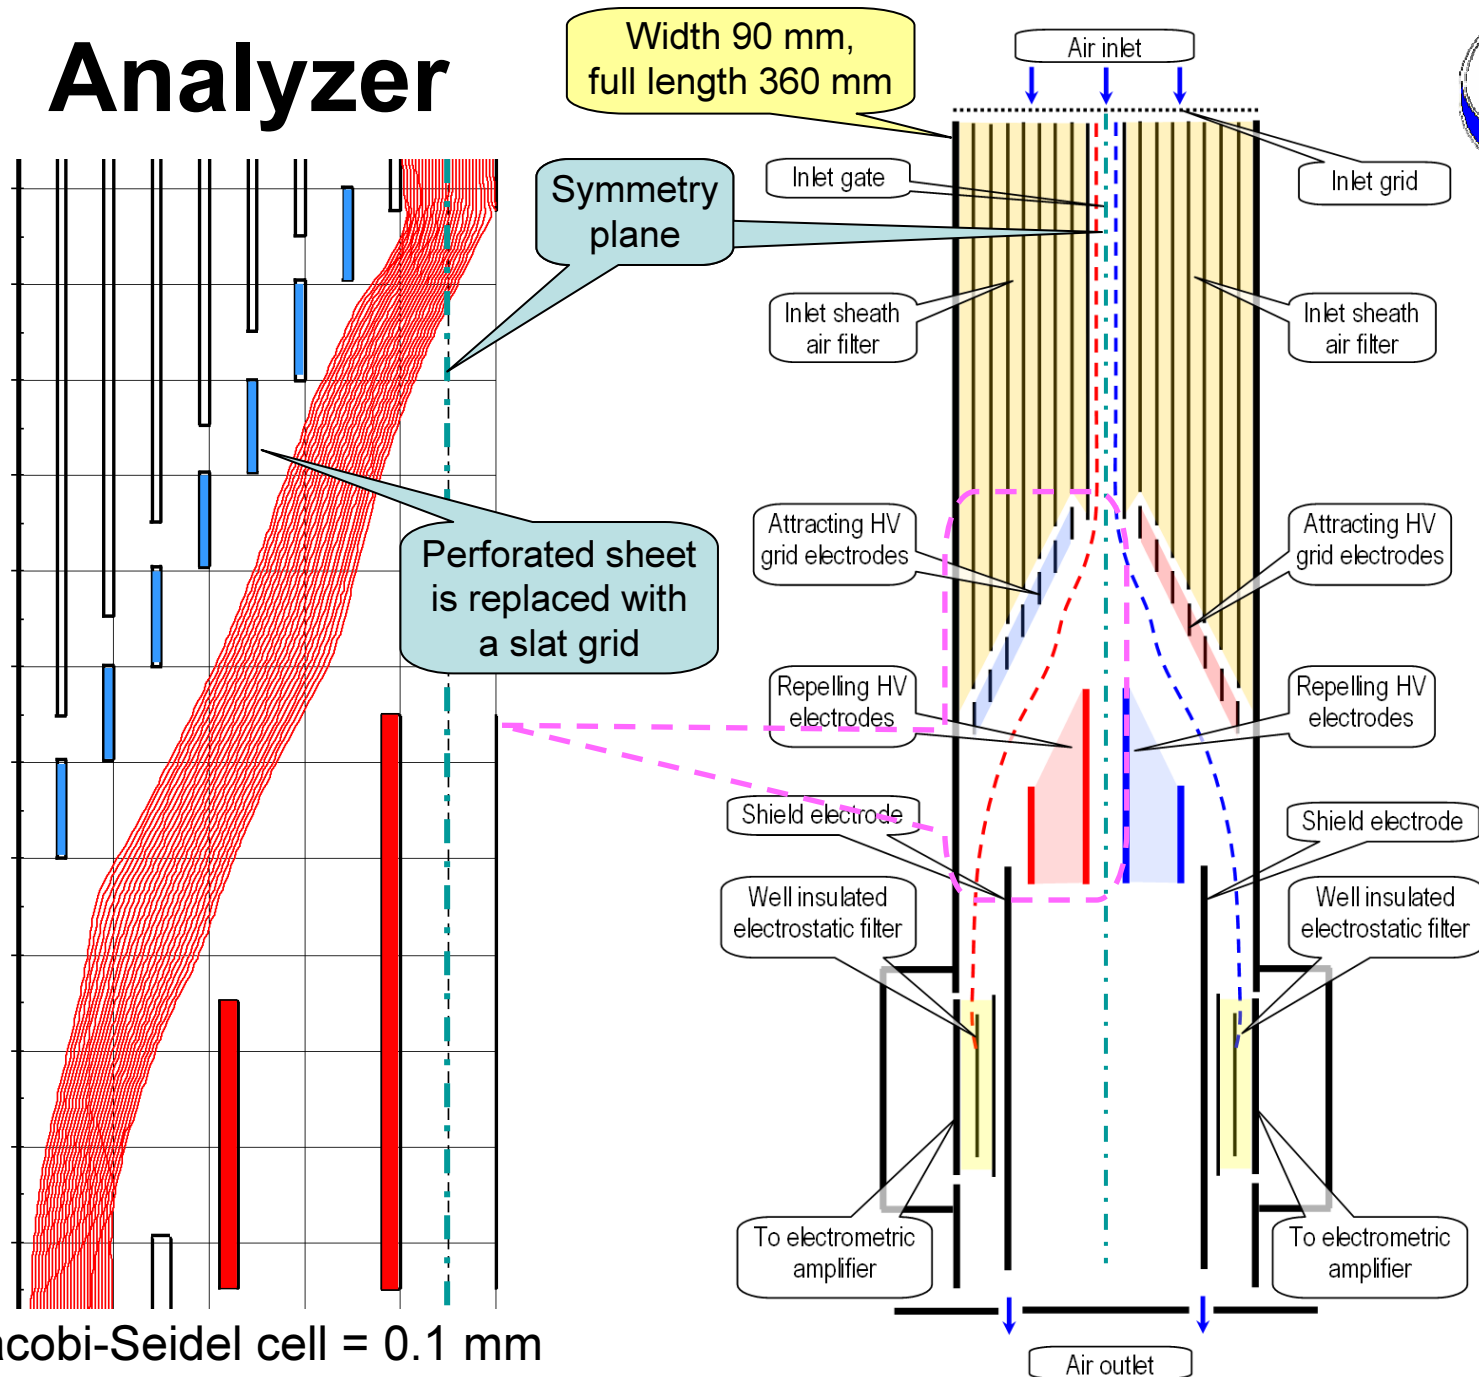 Analyzer
Width 90 mm,
full length 360 mm
Air inlet
Symmetry
plane
Inlet gate
Inlet grid
Inlet sheath
air filter
Inlet sheath
air filter
Perforated sheet
is replaced with
a slat grid
Attracting HV
grid electrodes
Attracting HV
grid electrodes
Repelling HV
electrodes
Repelling HV
electrodes
Shield electrode
Shield electrode
Well insulated
electrostatic filter
Well insulated
electrostatic filter
To electrometric
amplifier
To electrometric
amplifier
acobi-Seidel cell = 0.1 mm
Air outlet